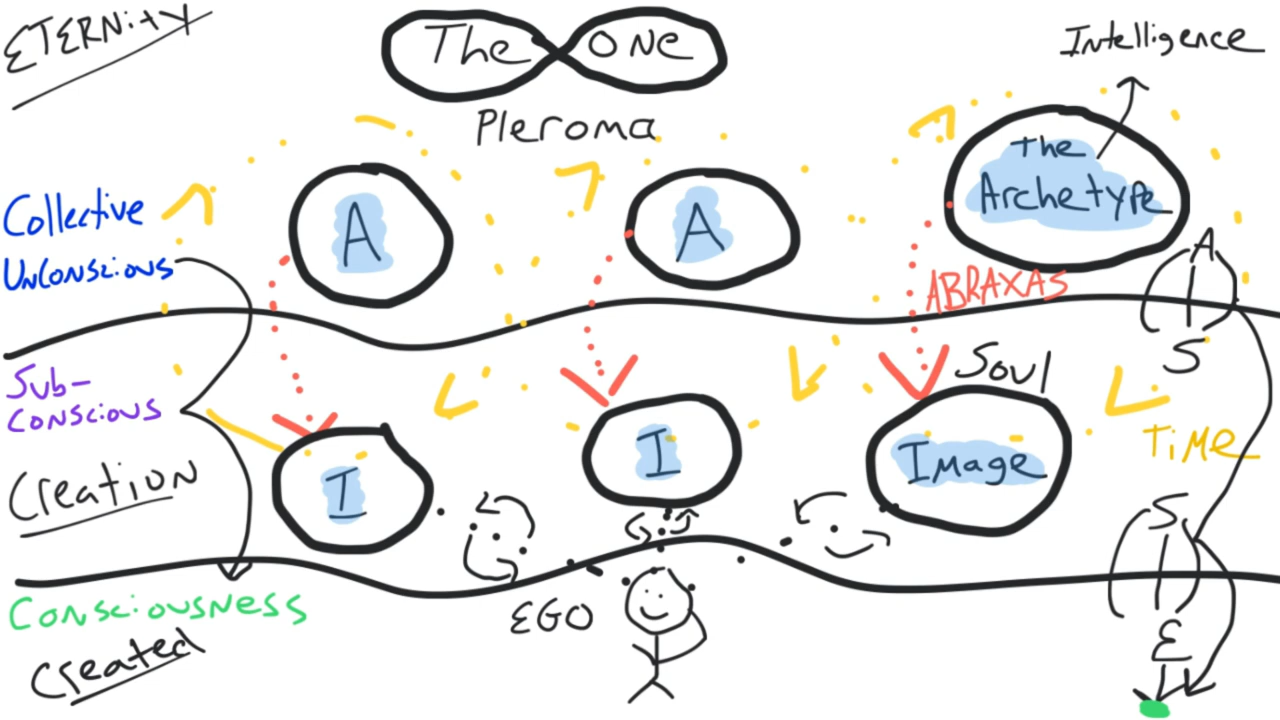 ETERNITY
The ONE
Intelligence
Pleroma
The
Archetype
A
A
Collective
UNConscious
A
S
ABRAXAS
Sub-
conscious
Soul
TIME
I
I
Image
Creation
S
E
EGO
Consciousness
Created